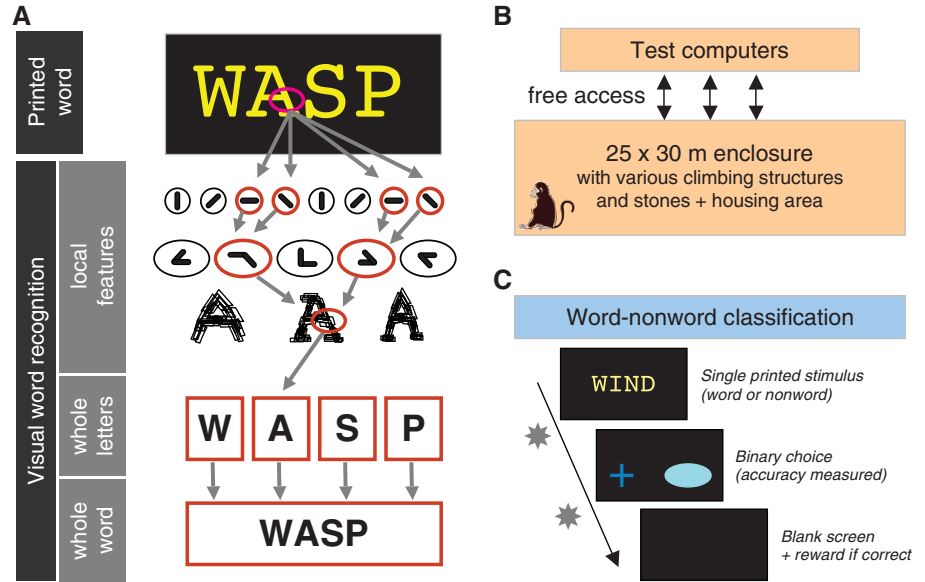 A
Printed
word
WASP
Visual word recognition
local
features
whole
letters
W A S P
whole
word
WASP
B
Test computers
free access
25 x 30 m enclosure
with various climbing structures
and stones + housing area
C
Word-nonword classification
WIND
Single printed stimulus
(word or nonword)
Binary choice
(accuracy measured)
Blank screen
+ reward if correct